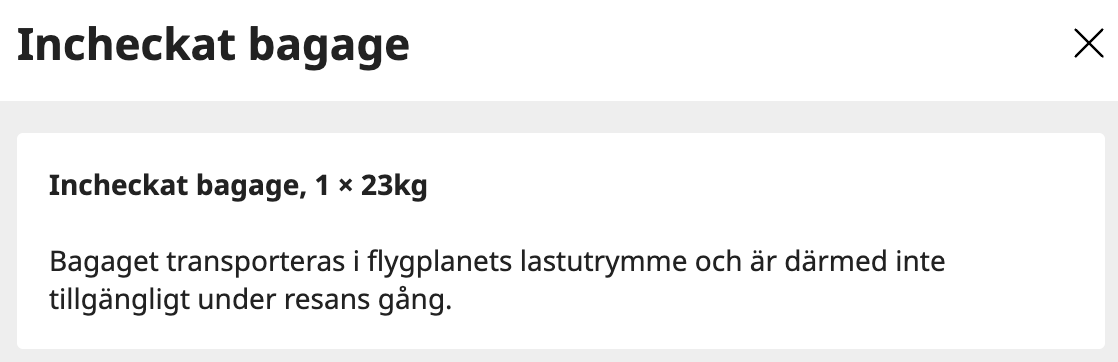 Incheckat bagage
Incheckat bagage, 1 × 23kg
Bagaget transporteras i flygplanets lastutrymme och är därmed inte
tillgängligt under resans gång.